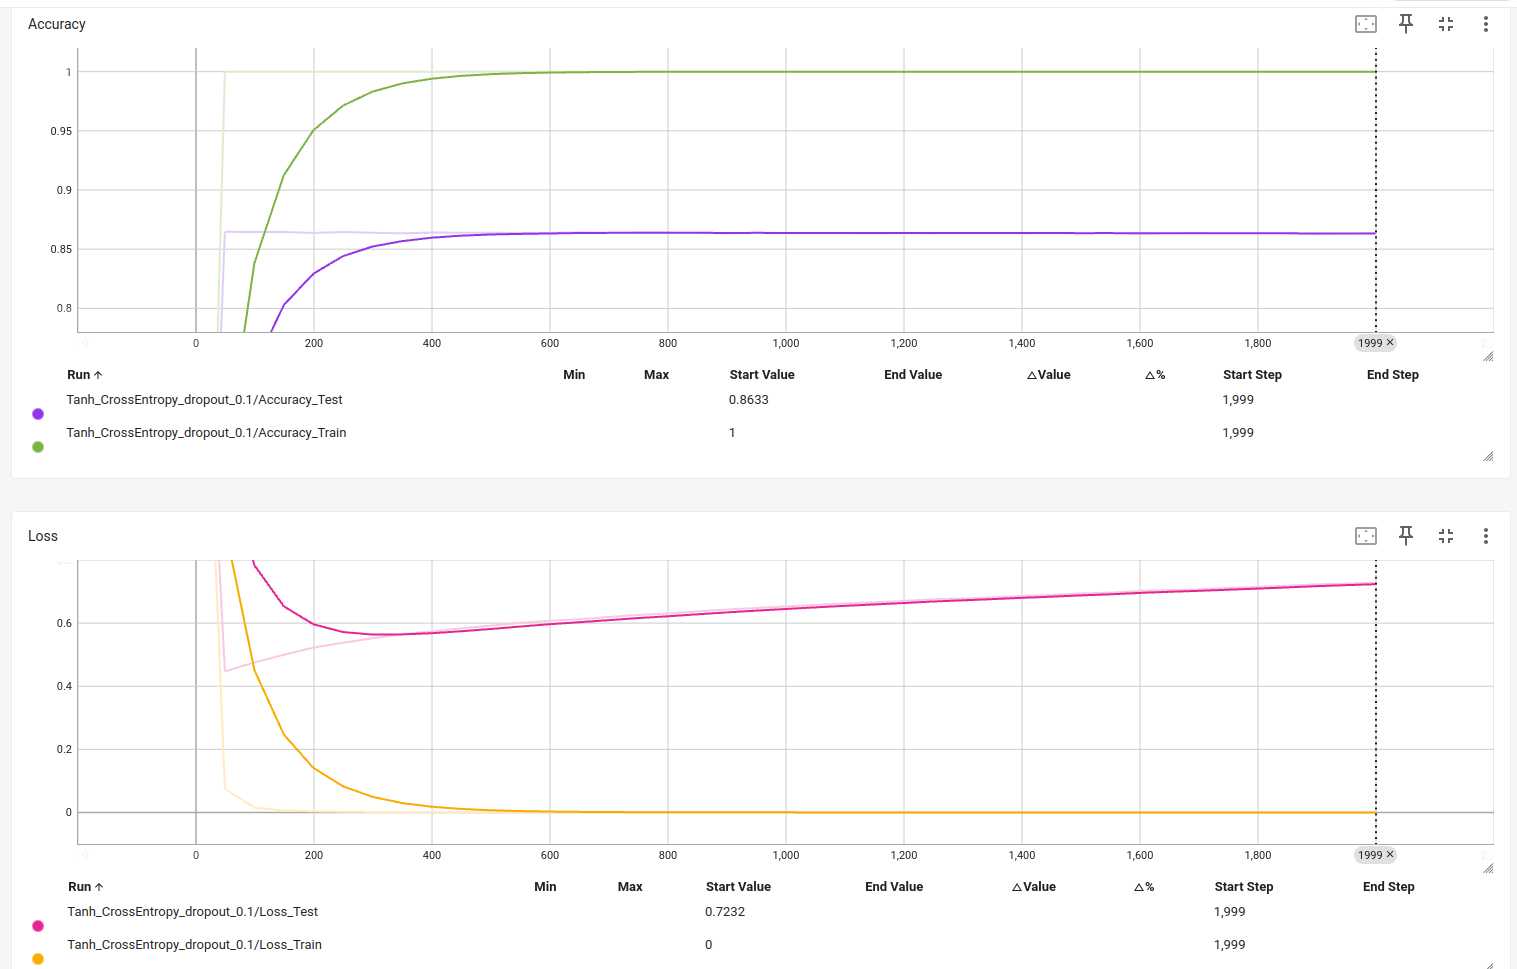 Accuracy
1
0.95
0.9
0.85
0.8
0 200 400 600 800 1,000 1,200 1,400 1,600 1,800 1999 ✕
Run ↑ Min Max Start Value End Value △Value △% Start Step End Step
Tanh_CrossEntropy_dropout_0.1/Accuracy_Test 0.8633 1,999
Tanh_CrossEntropy_dropout_0.1/Accuracy_Train 1 1,999
Loss
0.6
0.4
0.2
0
0 200 400 600 800 1,000 1,200 1,400 1,600 1,800 1999 ✕
Run ↑ Min Max Start Value End Value △Value △% Start Step End Step
Tanh_CrossEntropy_dropout_0.1/Loss_Test 0.7232 1,999
Tanh_CrossEntropy_dropout_0.1/Loss_Train 0 1,999